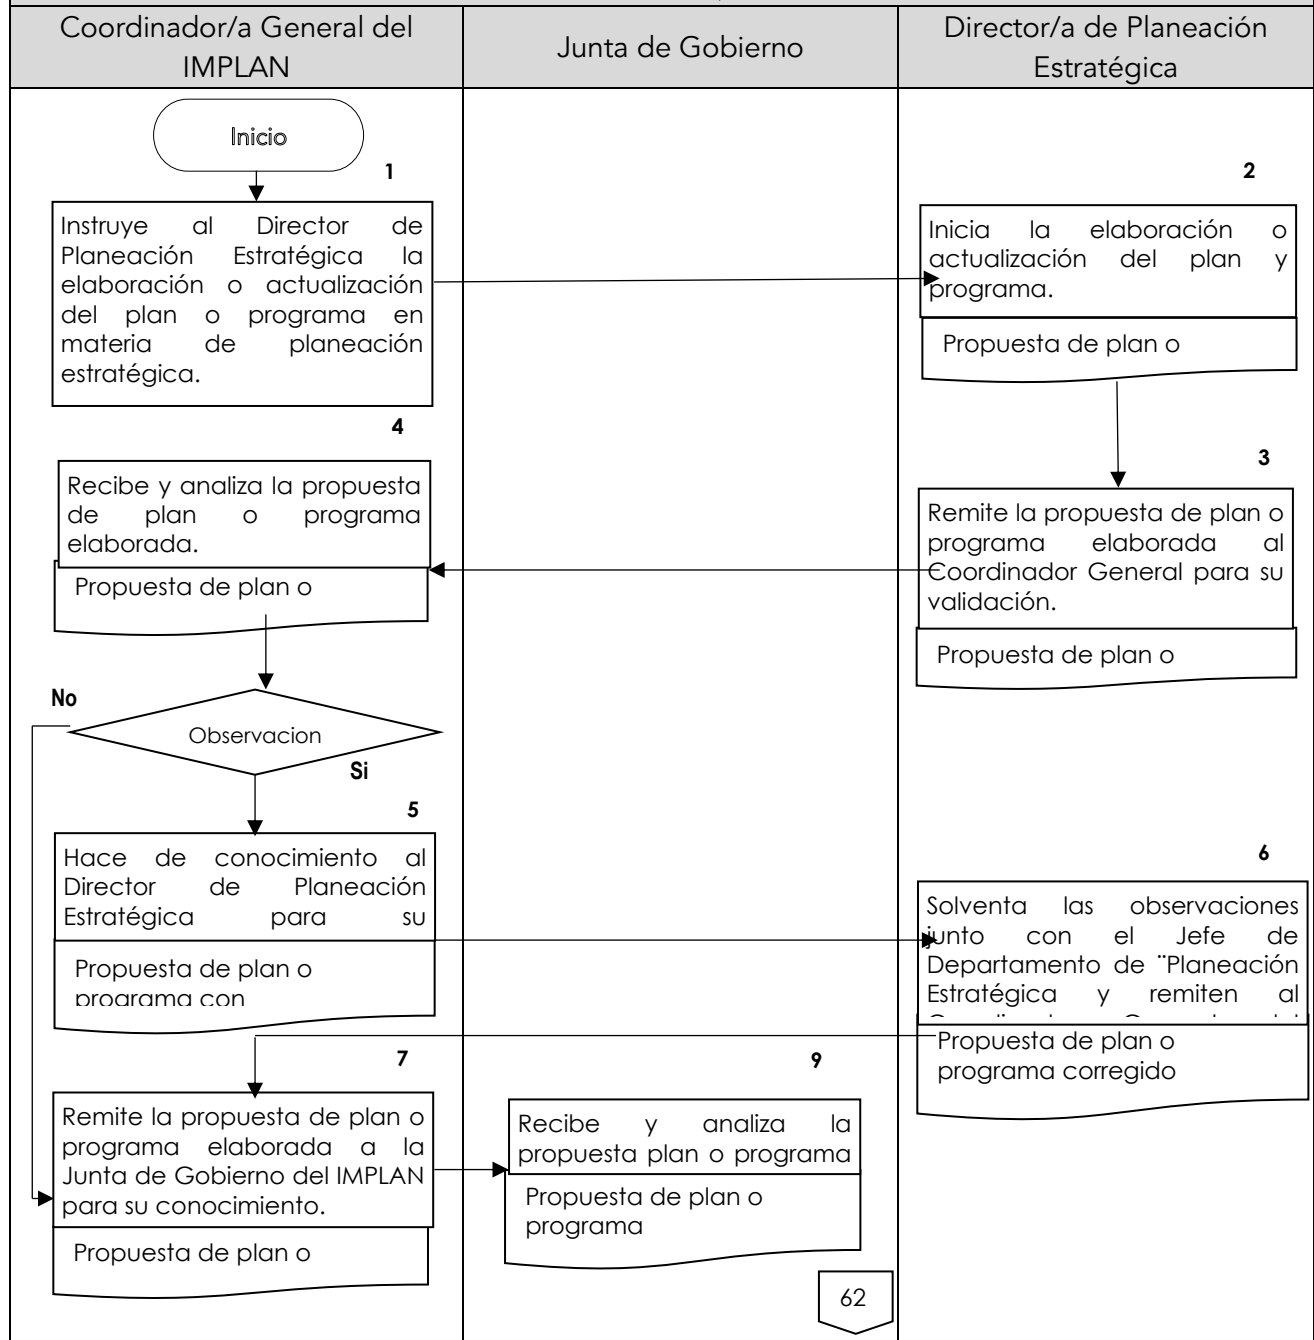 Coordinador/a General del
IMPLAN
Junta de Gobierno
Director/a de Planeación
Estratégica
Inicio
1
Instruye al Director de
Planeación Estratégica la
elaboración o actualización
del plan o programa en
materia de planeación
estratégica.
2
Inicia la elaboración o
actualización del plan y
programa.
Propuesta de plan o
3
Remite la propuesta de plan o
programa elaborada al
Coordinador General para su
validación.
Propuesta de plan o
4
Recibe y analiza la propuesta
de plan o programa
elaborada.
Propuesta de plan o
No
Observacion
Si
5
Hace de conocimiento al
Director de Planeación
Estratégica para su
Propuesta de plan o
programa con
6
Solventa las observaciones
junto con el Jefe de
Departamento de ¨Planeación
Estratégica y remiten al
Propuesta de plan o
programa corregido
7
Remite la propuesta de plan o
programa elaborada a la
Junta de Gobierno del IMPLAN
para su conocimiento.
Propuesta de plan o
9
Recibe y analiza la
propuesta plan o programa
Propuesta de plan o
programa
62